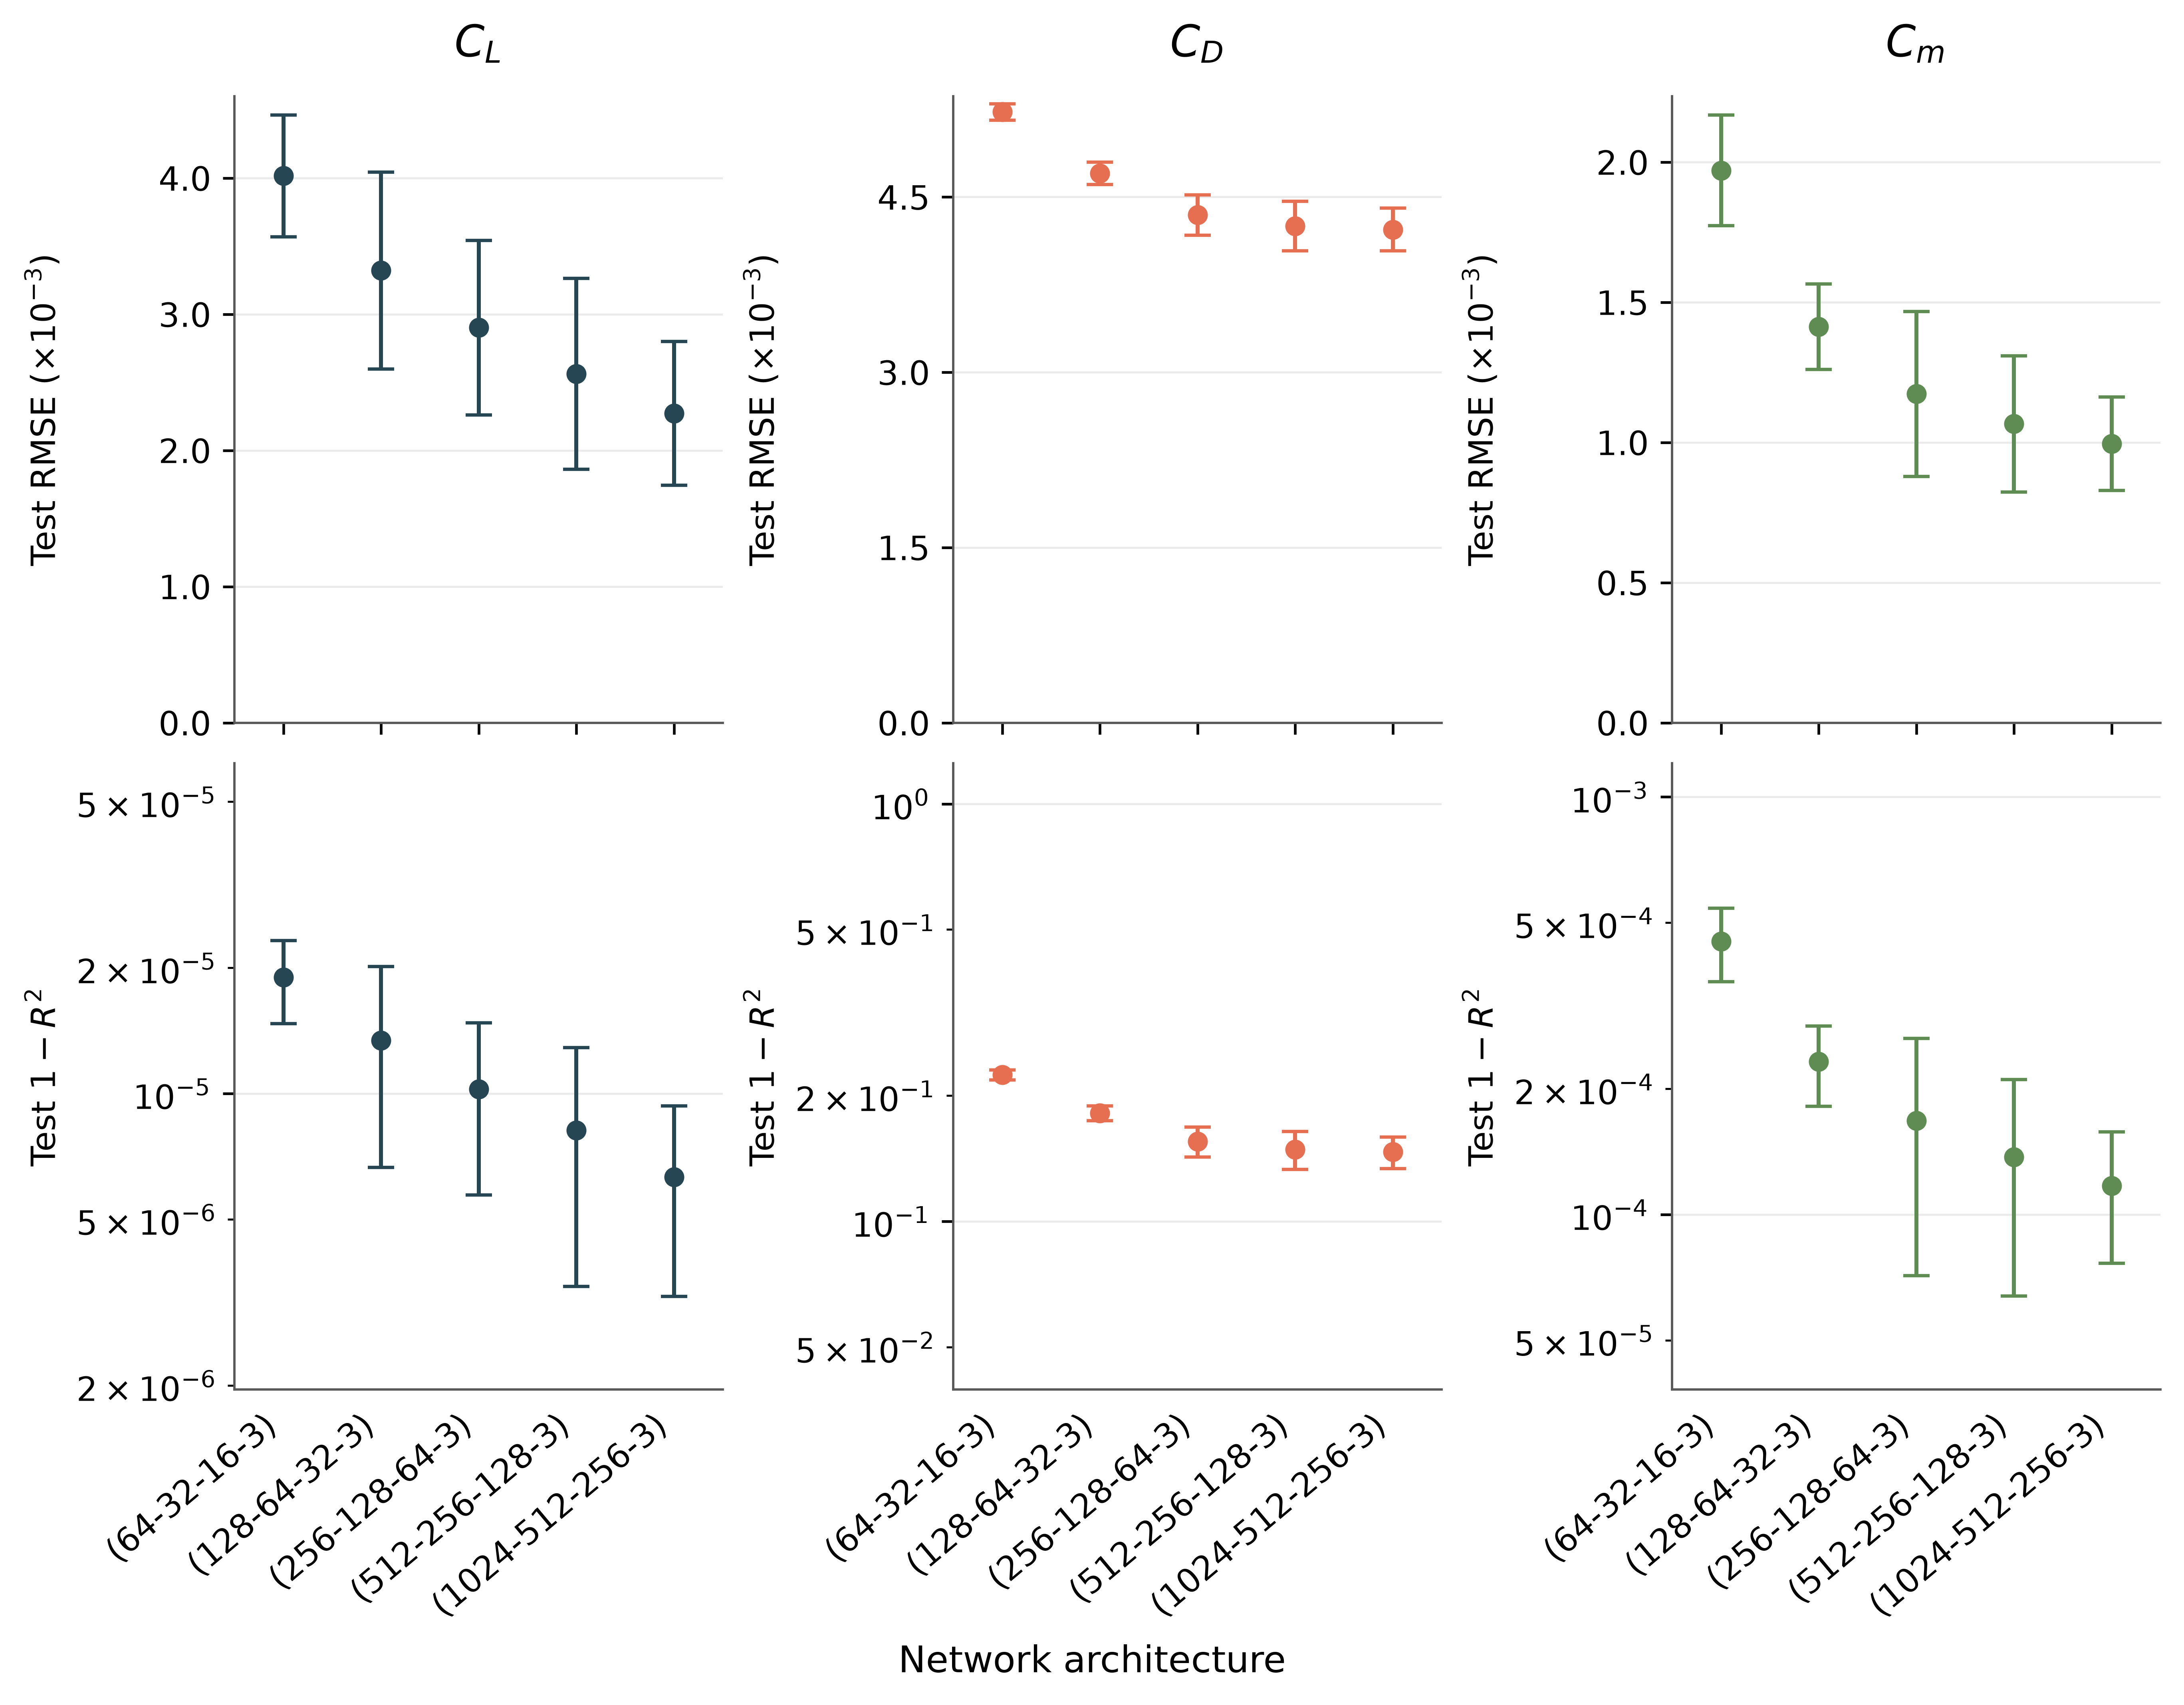 C_L
C_D
C_m
Test RMSE (×10⁻³)
4.0
3.0
2.0
1.0
0.0
Test RMSE (×10⁻³)
4.5
3.0
1.5
0.0
Test RMSE (×10⁻³)
2.0
1.5
1.0
0.5
0.0
Test 1 − R²
5 × 10⁻⁵
2 × 10⁻⁵
10⁻⁵
5 × 10⁻⁶
2 × 10⁻⁶
Test 1 − R²
10⁰
5 × 10⁻¹
2 × 10⁻¹
10⁻¹
5 × 10⁻²
Test 1 − R²
10⁻³
5 × 10⁻⁴
2 × 10⁻⁴
10⁻⁴
5 × 10⁻⁵
(64-32-16-3)
(128-64-32-3)
(256-128-64-3)
(512-256-128-3)
(1024-512-256-3)
(64-32-16-3)
(128-64-32-3)
(256-128-64-3)
(512-256-128-3)
(1024-512-256-3)
(64-32-16-3)
(128-64-32-3)
(256-128-64-3)
(512-256-128-3)
(1024-512-256-3)
Network architecture